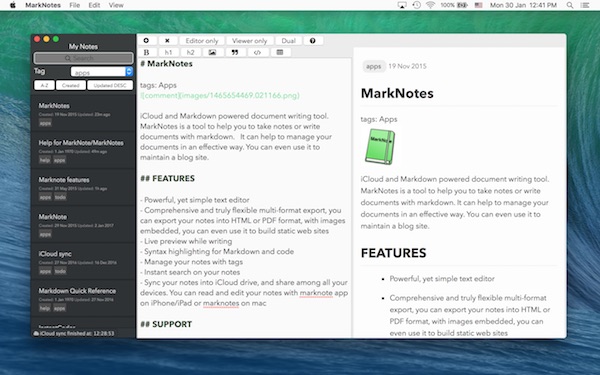 MarkNotes File Edit View
100% Mon 30 Jan 12:41 PM
My Notes
Search
Tag apps
A-Z Created Updated DESC
MarkNotes
Created: 19 Nov 2015 Updated: 23m ago
apps
Help for MarkNote/MarkNotes
Created: 1 Jan 1970 Updated: 49m ago
help apps
Marknote features
Created: 31 May 2015 Updated: 1h ago
apps todo
MarkNote
Created: 29 Nov 2015 Updated: 2 Jan 2017
apps
iCloud sync
Created: 27 Nov 2016 Updated: 16 Dec 2016
apps todo
Markdown Quick Reference
Created: 1 Jan 1970 Updated: 27 Nov 2016
help apps
iCloud sync finished at: 12:28:53
Editor only Viewer only Dual
B h1 h2
# MarkNotes
tags: Apps
![comment](images/1465654469.021166.png)
iCloud and Markdown powered document writing tool.
MarkNotes is a tool to help you to take notes or write
documents with markdown. It can help to manage your
documents in an effective way. You can even use it to
maintain a blog site.
## FEATURES
- Powerful, yet simple text editor
- Comprehensive and truly flexible multi-format export, you
can export your notes into HTML or PDF format, with images
embedded, you can even use it to build static web sites
- Live preview while writing
- Syntax highlighting for Markdown and code
- Manage your notes with tags
- Instant search on your notes
- Sync your notes into iCloud drive, and share among all your
devices. You can read and edit your notes with marknote app
on iPhone/iPad or marknotes on mac
## SUPPORT
apps 19 Nov 2015
MarkNotes
tags: Apps
MarkNote
iCloud and Markdown powered document writing tool.
MarkNotes is a tool to help you to take notes or write
documents with markdown. It can help to manage your
documents in an effective way. You can even use it to
maintain a blog site.
FEATURES
• Powerful, yet simple text editor
• Comprehensive and truly flexible multi-format
export, you can export your notes into HTML or
PDF format, with images embedded, you can
even use it to build static web sites